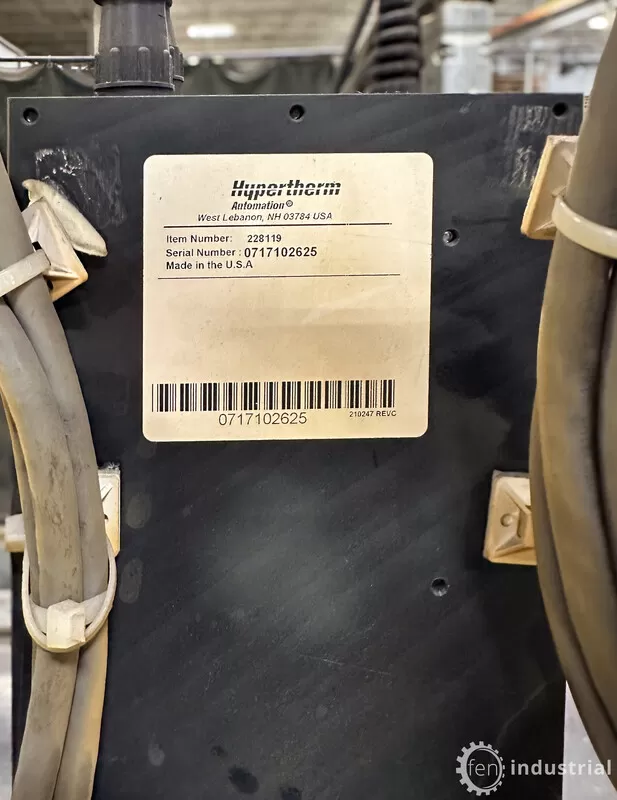 Hypertherm
Automation®
West Lebanon, NH 03784 USA
Item Number: 228119
Serial Number : 0717102625
Made in the U.S.A
0717102625
210247 REVC
fen industrial